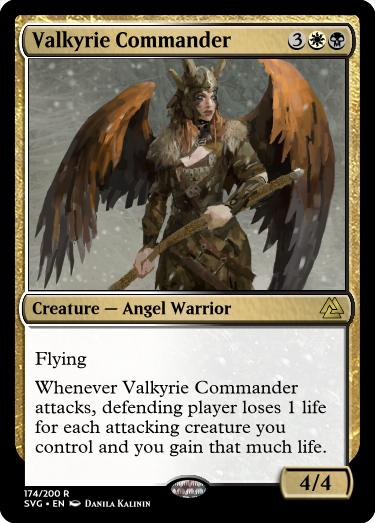 Valkyrie Commander 3
Creature — Angel Warrior
Flying
Whenever Valkyrie Commander
attacks, defending player loses 1 life
for each attacking creature you
control and you gain that much life.
4/4
174/200 R
SVG • EN Danila Kalinin